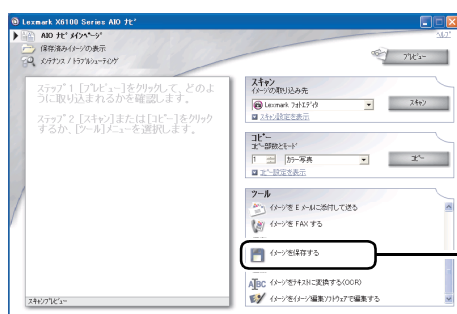 Lexmark X6100 Series AIO ナビ
AIO ナビ メインページ
保存済みイメージの表示
メンテナンス / トラブルシューティング
ヘルプ
プレビュー
ステップ 1 [プレビュー]をクリックして、どのように取り込まれるかを確認します。
ステップ 2 [スキャン]または[コピー]をクリックするか、[ツール]メニューを選択します。
スキャンプレビュー
スキャン
イメージの取り込み先
Lexmark フォトエディタ
スキャン
スキャン設定を表示
コピー
コピー部数とモード
1
カラー写真
コピー
コピー設定を表示
ツール
イメージを E メールに添付して送る
イメージを FAX する
イメージを保存する
イメージをテキストに変換する(OCR)
イメージをイメージ編集ソフトウェアで編集する